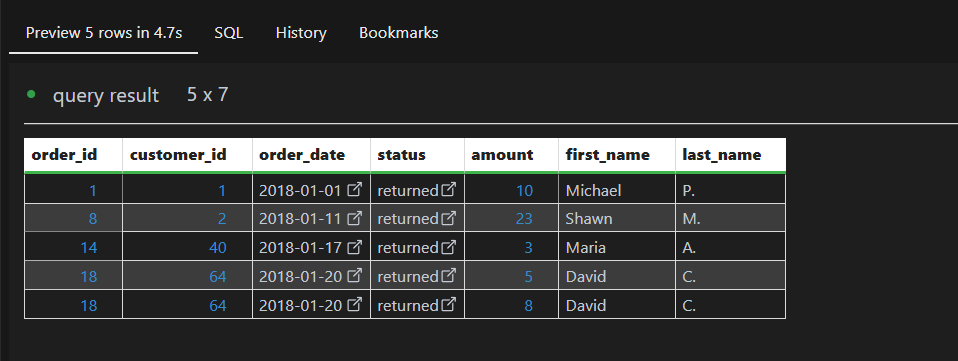 Preview 5 rows in 4.7s SQL History Bookmarks
query result 5 x 7
order_id customer_id order_date status amount first_name last_name
1 1 2018-01-01 returned 10 Michael P.
8 2 2018-01-11 returned 23 Shawn M.
14 40 2018-01-17 returned 3 Maria A.
18 64 2018-01-20 returned 5 David C.
18 64 2018-01-20 returned 8 David C.